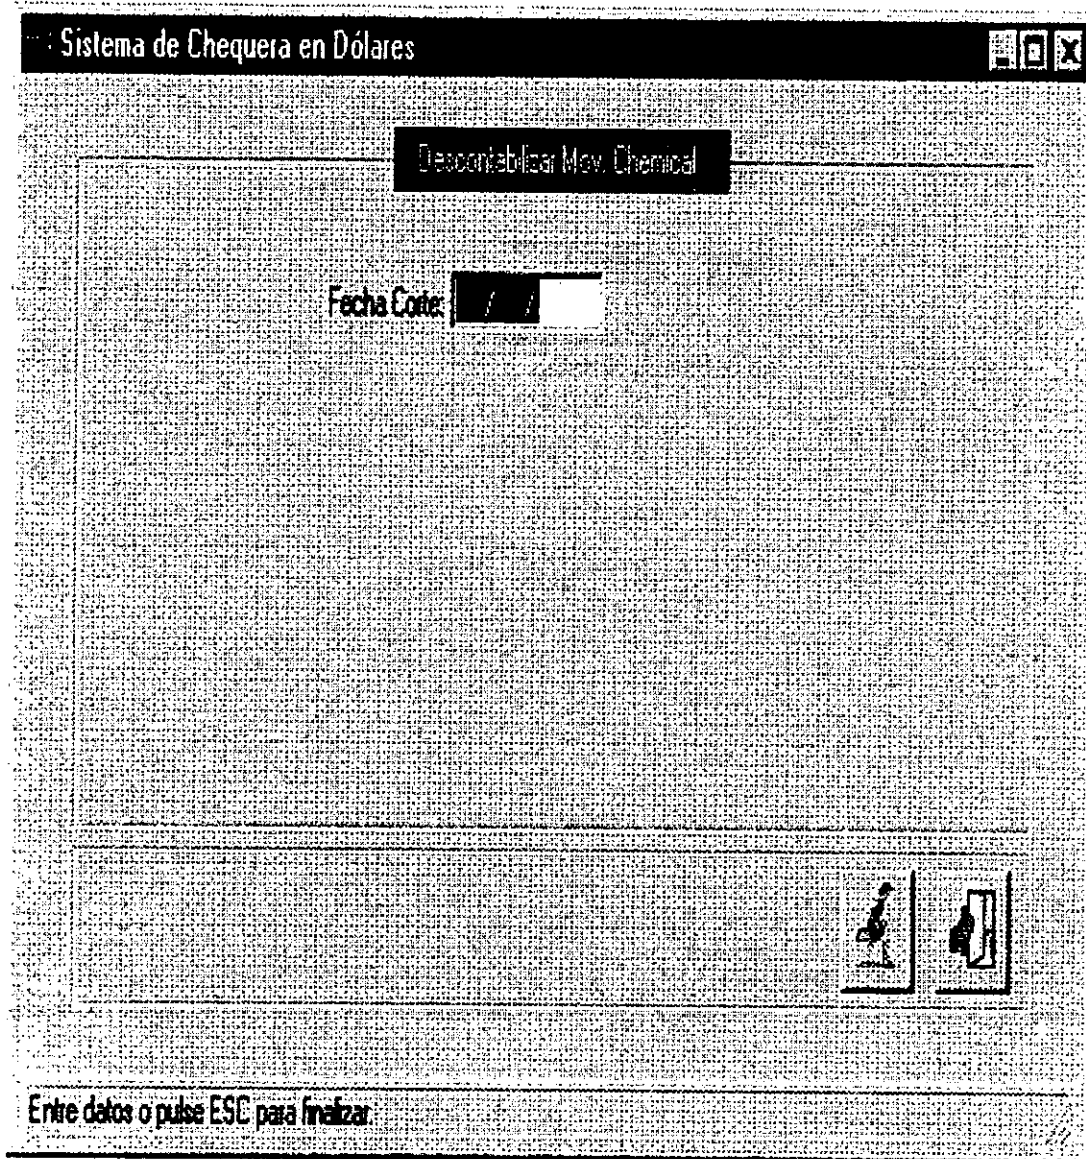 Sistema de Chequera en Dólares
Descontabilizar Mov. Chemical
Fecha Corte: / /
Entre datos o pulse ESC para finalizar.